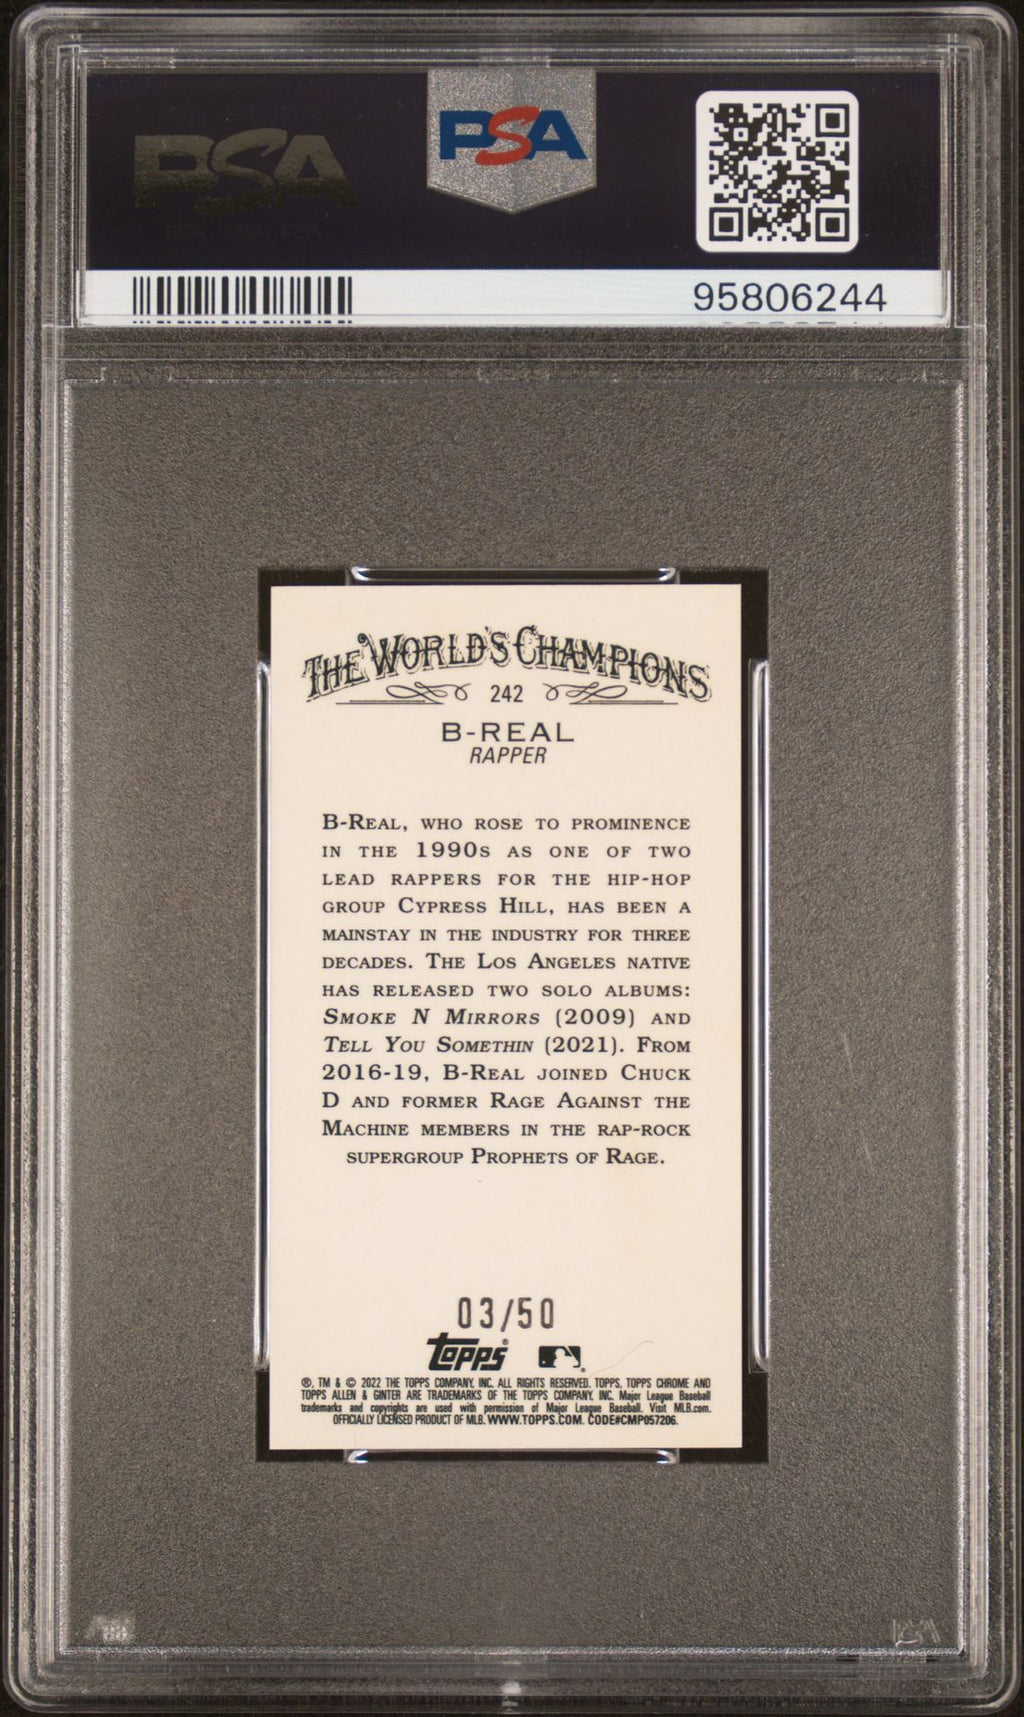 PSA
PSA
95806244
THE WORLD'S CHAMPIONS
242
B-REAL
RAPPER
B-REAL, WHO ROSE TO PROMINENCE
IN THE 1990S AS ONE OF TWO
LEAD RAPPERS FOR THE HIP-HOP
GROUP CYPRESS HILL, HAS BEEN A
MAINSTAY IN THE INDUSTRY FOR THREE
DECADES. THE LOS ANGELES NATIVE
HAS RELEASED TWO SOLO ALBUMS:
SMOKE N MIRRORS (2009) AND
TELL YOU SOMETHIN (2021). FROM
2016-19, B-REAL JOINED CHUCK
D AND FORMER RAGE AGAINST THE
MACHINE MEMBERS IN THE RAP-ROCK
SUPERGROUP PROPHETS OF RAGE.
03/50
Topps®
®, TM & © 2022 THE TOPPS COMPANY, INC. ALL RIGHTS RESERVED. TOPPS, TOPPS CHROME AND
TOPPS ALLEN & GINTER ARE TRADEMARKS OF THE TOPPS COMPANY, INC. Major League Baseball
trademarks and copyrights are used with permission of Major League Baseball. Visit MLB.com.
OFFICIALLY LICENSED PRODUCT OF MLB. WWW.TOPPS.COM. CODE#CMP057206.